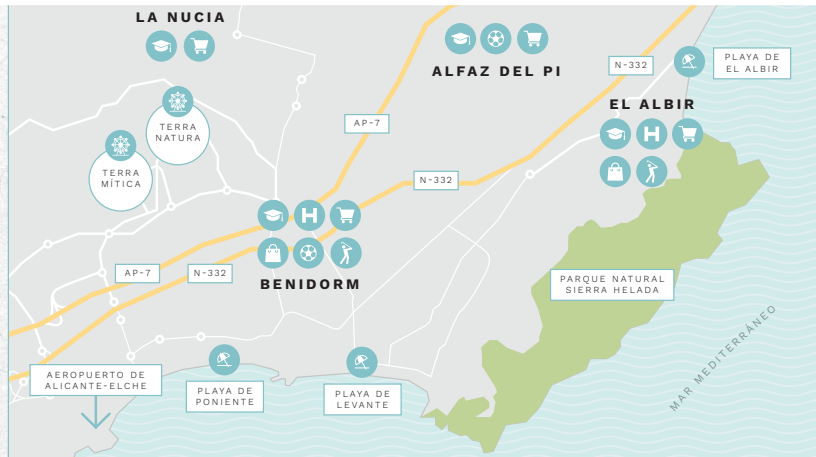 LA NUCIA
ALFAZ DEL PI
N-332
PLAYA DE
EL ALBIR
EL ALBIR
TERRA
NATURA
AP-7
TERRA
MÍTICA
N-332
H
H
AP-7
N-332
BENIDORM
PARQUE NATURAL
SIERRA HELADA
MAR MEDITERRÁNEO
AEROPUERTO DE
ALICANTE-ELCHE
PLAYA DE
PONIENTE
PLAYA DE
LEVANTE